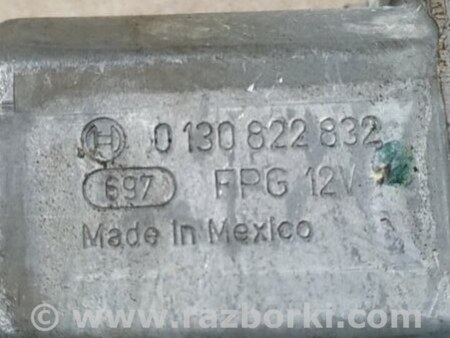 0 130 822 832
697 FPG 12V
Made in Mexico
© www.razborki.com